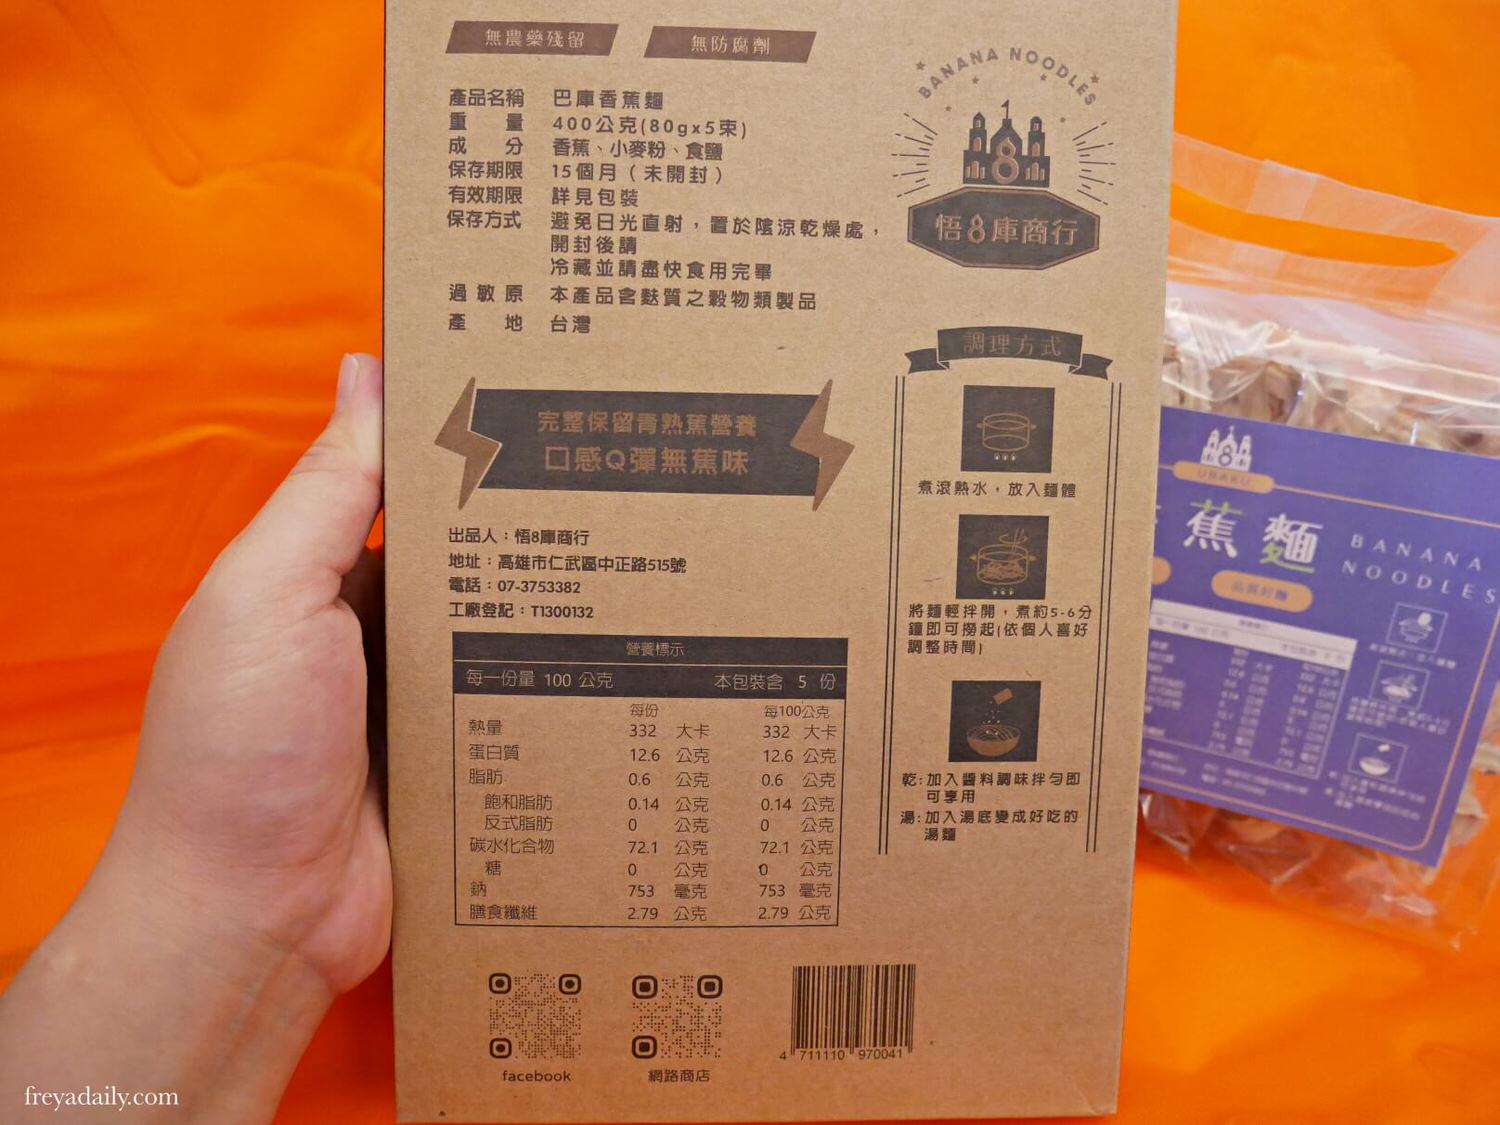 無農藥殘留
無防腐劑
產品名稱 巴庫香蕉麵
重量 400公克(80gx5束)
成分 香蕉、小麥粉、食鹽
保存期限 15個月（未開封）
有效期限 詳見包裝
保存方式 避免日光直射，置於陰涼乾燥處，
開封後請
冷藏並請盡快食用完畢
過敏原 本產品含麩質之穀物類製品
產地 台灣
完整保留青熟蕉營養
口感Q彈無蕉味
出品人：悟8庫商行
地址：高雄市仁武區中正路515號
電話：07-3753382
工廠登記：T1300132
營養標示
每一份量 100 公克 本包裝含 5 份
每份 每100公克
熱量 332 大卡 332 大卡
蛋白質 12.6 公克 12.6 公克
脂肪 0.6 公克 0.6 公克
飽和脂肪 0.14 公克 0.14 公克
反式脂肪 0 公克 0 公克
碳水化合物 72.1 公克 72.1 公克
糖 0 公克 0 公克
鈉 753 毫克 753 毫克
膳食纖維 2.79 公克 2.79 公克
facebook
網路商店
4 711110 970041
BANANA NOODLES
8
悟8庫商行
調理方式
煮滾熱水，放入麵體
將麵輕拌開，煮約5-6分
鐘即可撈起(依個人喜好
調整時間)
乾:加入醬料調味拌勻即
可享用
湯:加入湯底變成好吃的
湯麵
8
UBAKU
蕉麵
BANANA
NOODLES
品質好麵
freyadaily.com